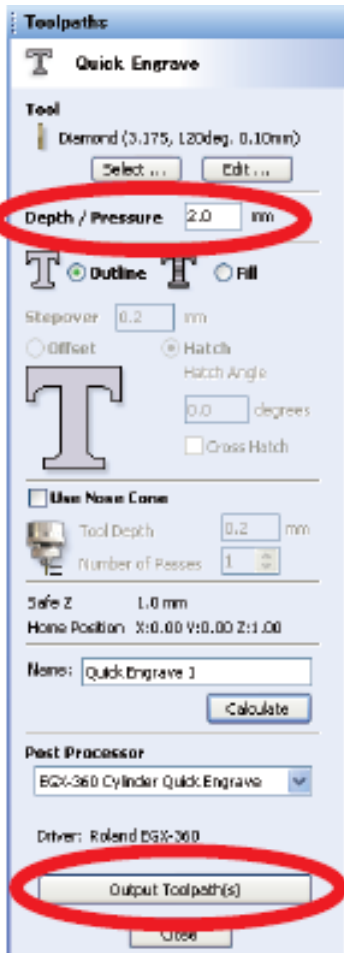 Toolpaths
Quick Engrave
Tool
Diamond (3.175, 120deg, 0.10mm)
Select ... Edit ...
Depth / Pressure 2.0 mm
Outline Fill
Stepover 0.2 mm
Offset Hatch
Hatch Angle
0.0 degrees
Cross Hatch
Use Nose Cone
Tool Depth 0.2 mm
Number of Passes 1
Safe Z 1.0 mm
Home Position X:0.00 Y:0.00 Z:1.00
Name: Quick Engrave 1
Calculate
Post Processor
EGX-360 Cylinder Quick Engrave
Driver: Roland EGX-360
Output Toolpath(s)
Close